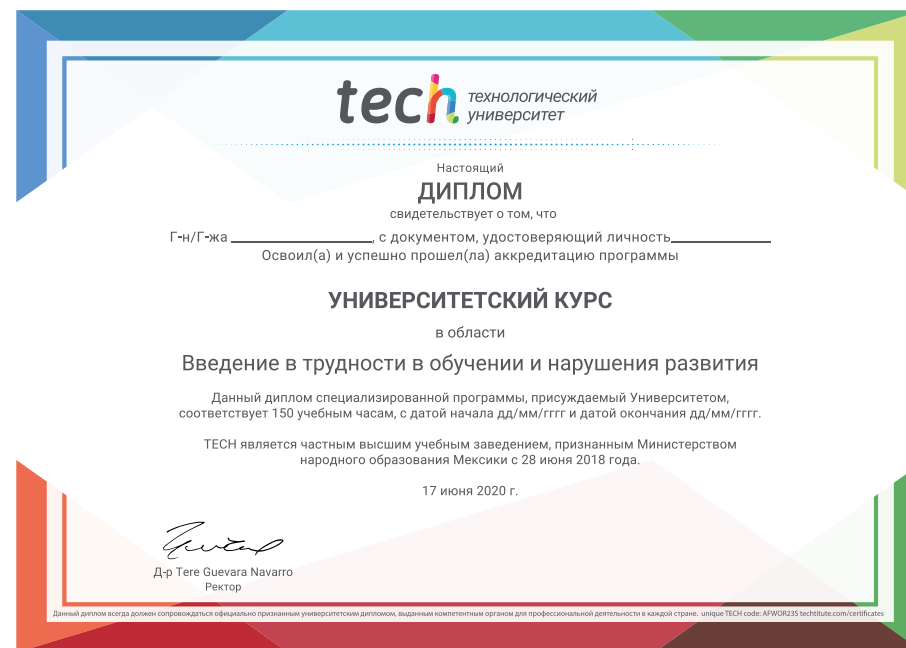 tech технологический
университет
Настоящий
ДИПЛОМ
свидетельствует о том, что
Г-н/Г-жа ____________________, с документом, удостоверяющий личность______________
Освоил(а) и успешно прошел(ла) аккредитацию программы
УНИВЕРСИТЕТСКИЙ КУРС
в области
Введение в трудности в обучении и нарушения развития
Данный диплом специализированной программы, присуждаемый Университетом,
соответствует 150 учебным часам, с датой начала дд/мм/гггг и датой окончания дд/мм/гггг.
TECH является частным высшим учебным заведением, признанным Министерством
народного образования Мексики с 28 июня 2018 года.
17 июня 2020 г.
Д-р Tere Guevara Navarro
Ректор
Данный диплом всегда должен сопровождаться официально признанным университетским дипломом, выданным компетентным органом для профессиональной деятельности в каждой стране. unique TECH code: AFWOR23S techtitute.com/certificates